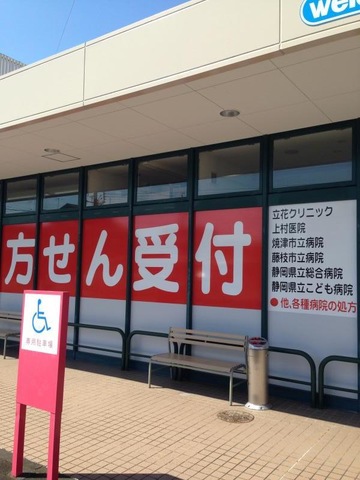 wel
方せん受付
立花クリニック
上村医院
焼津市立病院
藤枝市立病院
静岡県立総合病院
静岡県立こども病院
●他、各種病院の処方
専用駐車場